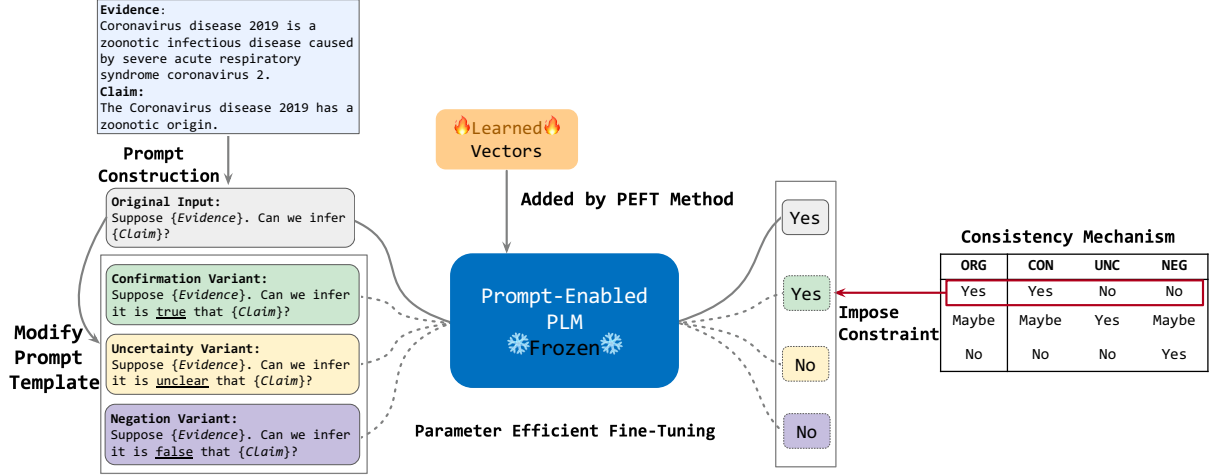 Evidence:
Coronavirus disease 2019 is a
zoonotic infectious disease caused
by severe acute respiratory
syndrome coronavirus 2.
Claim:
The Coronavirus disease 2019 has a
zoonotic origin.
Prompt
Construction
Original Input:
Suppose {Evidence}. Can we infer
{Claim}?
Confirmation Variant:
Suppose {Evidence}. Can we infer
it is true that {Claim}?
Uncertainty Variant:
Suppose {Evidence}. Can we infer
it is unclear that {Claim}?
Negation Variant:
Suppose {Evidence}. Can we infer
it is false that {Claim}?
Modify
Prompt
Template
Learned
Vectors
Added by PEFT Method
Prompt-Enabled
PLM
Frozen
Parameter Efficient Fine-Tuning
Yes
Yes
No
No
Impose
Constraint
Consistency Mechanism
ORG CON UNC NEG
Yes Yes No No
Maybe Maybe Yes Maybe
No No No Yes